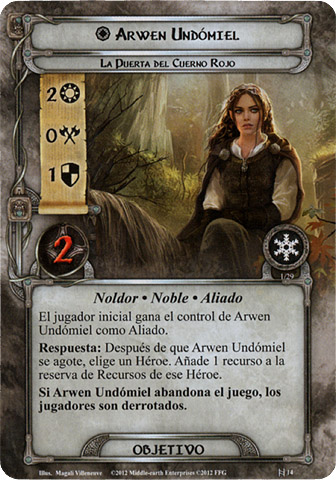 Arwen Undómiel
La Puerta del Cuerno Rojo
2
0
1
2
1/29
Noldor • Noble • Aliado
El jugador inicial gana el control de Arwen
Undómiel como Aliado.
Respuesta: Después de que Arwen Undómiel
se agote, elige un Héroe. Añade 1 recurso a la
reserva de Recursos de ese Héroe.
Si Arwen Undómiel abandona el juego, los
jugadores son derrotados.
OBJETIVO
Illus. Magali Villeneuve ©2012 Middle-earth Enterprises ©2012 FFG 14